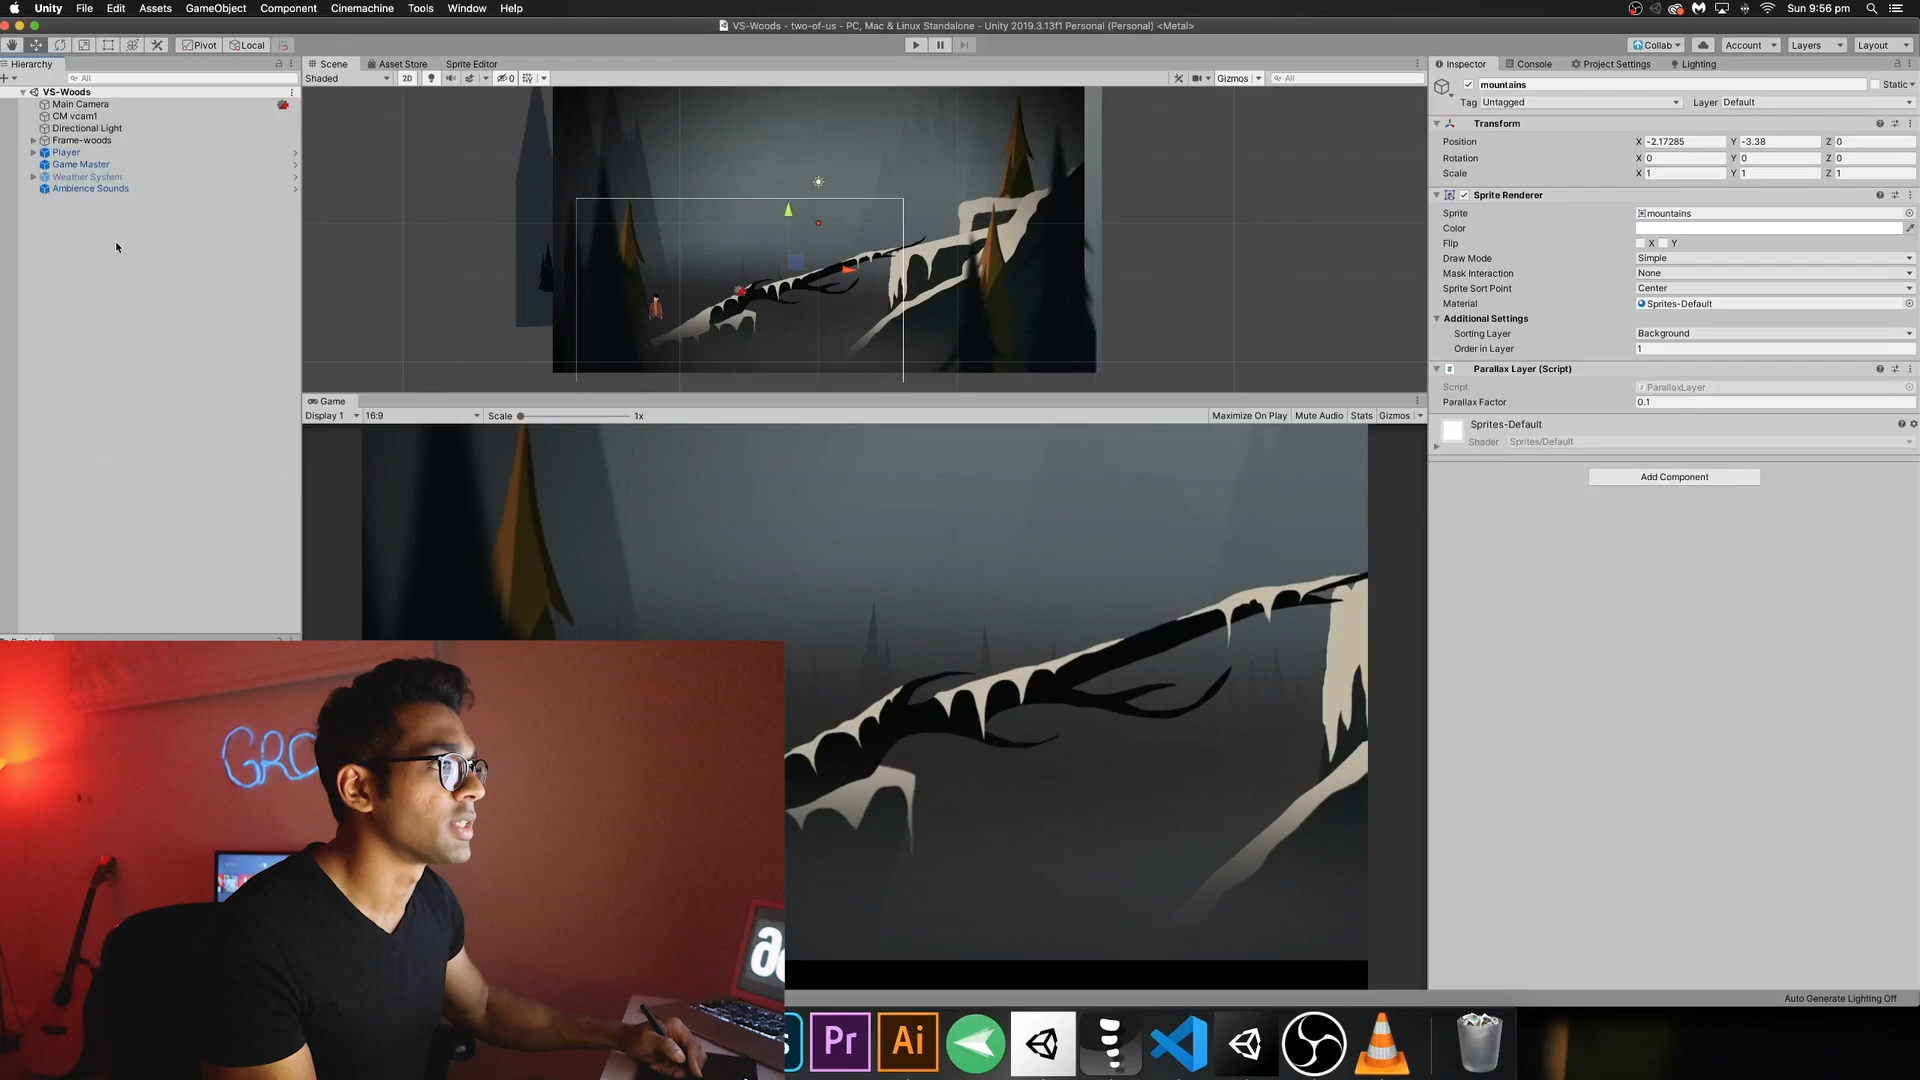 Unity File Edit Assets GameObject Component Cinemachine Tools Window Help Sun 9:56 pm
VS-Woods - two-of-us - PC, Mac & Linux Standalone - Unity 2019.3.13f1 Personal (Personal) <Metal>
Pivot Local Collab Account Layers Layout
Hierarchy
All
VS-Woods
Main Camera
CM vcam1
Directional Light
Frame-woods
Player
Game Master
Weather System
Ambience Sounds
Scene Asset Store Sprite Editor
Shaded 2D 0 Gizmos All
Game
Display 1 16:9 Scale 1x Maximize On Play Mute Audio Stats Gizmos
Inspector Console Project Settings Lighting
mountains Static
Tag Untagged Layer Default
Transform
Position X -2.17285 Y -3.38 Z 0
Rotation X 0 Y 0 Z 0
Scale X 1 Y 1 Z 1
Sprite Renderer
Sprite mountains
Color
Flip X Y
Draw Mode Simple
Mask Interaction None
Sprite Sort Point Center
Material Sprites-Default
Additional Settings
Sorting Layer Background
Order in Layer 1
Parallax Layer (Script)
Script ParallaxLayer
Parallax Factor 0.1
Sprites-Default
Shader Sprites/Default
Add Component
Auto Generate Lighting Off
Pr Ai